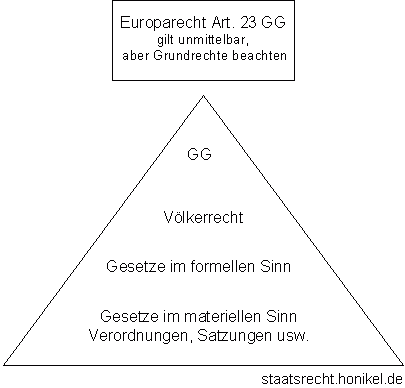 Europarecht Art. 23 GG
gilt unmittelbar,
aber Grundrechte beachten
GG
Völkerrecht
Gesetze im formellen Sinn
Gesetze im materiellen Sinn
Verordnungen, Satzungen usw.
staatsrecht.honikel.de